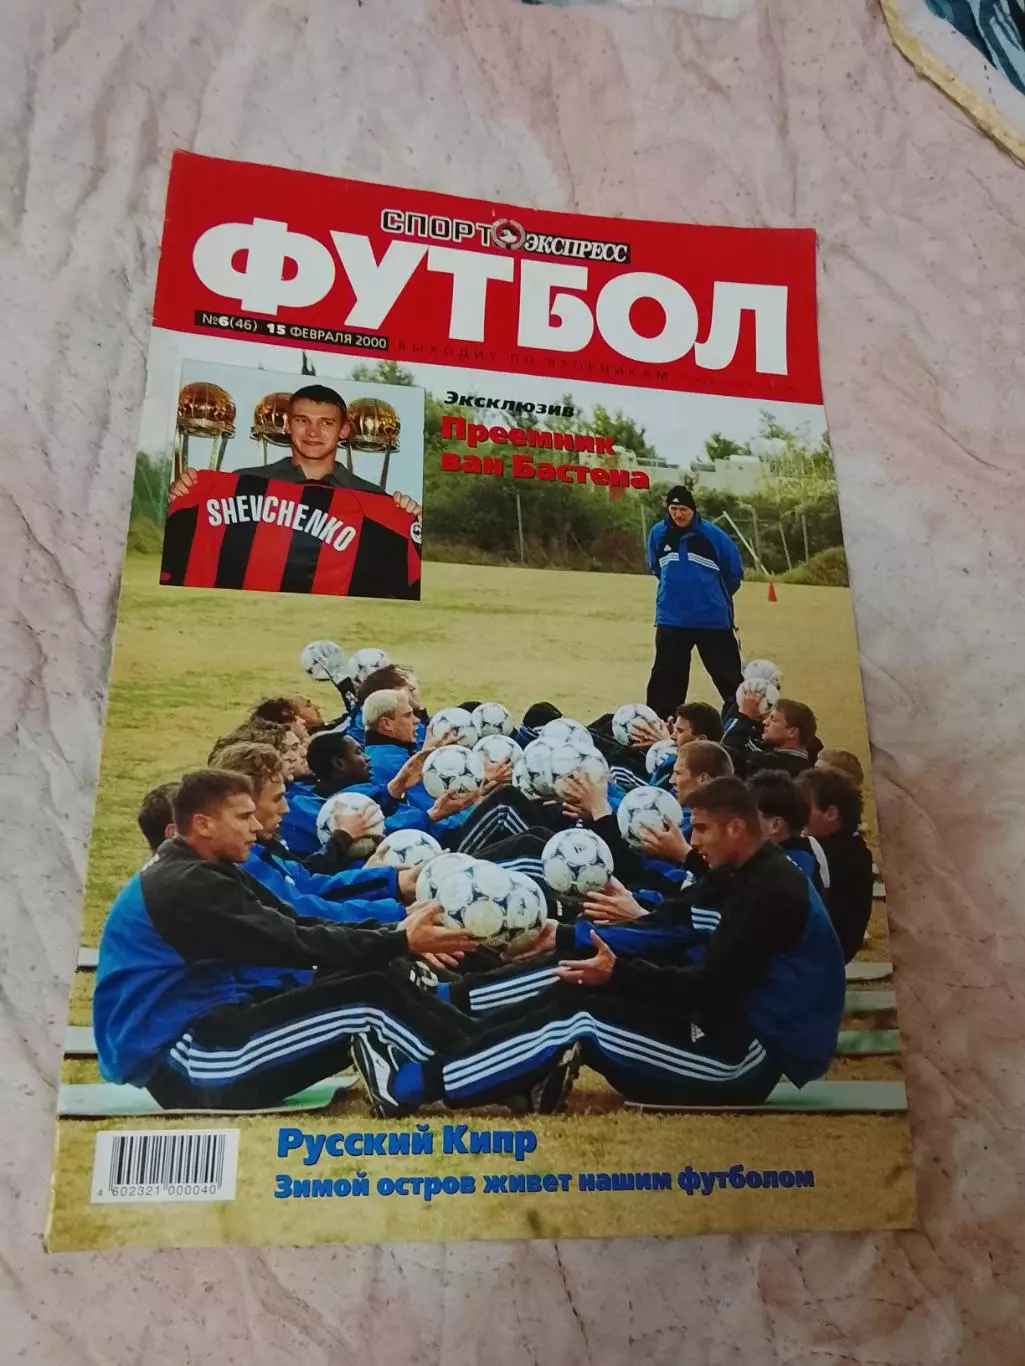 СПОРТ ЭКСПРЕСС
ФУТБОЛ
№6(46) 15 ФЕВРАЛЯ 2000
ВЫХОДИТ ПО ВТОРНИКАМ
Эксклюзив
Преемник
ван Бастена
SHEVCHENKO
Русский Кипр
Зимой остров живет нашим футболом
4 602321 000040